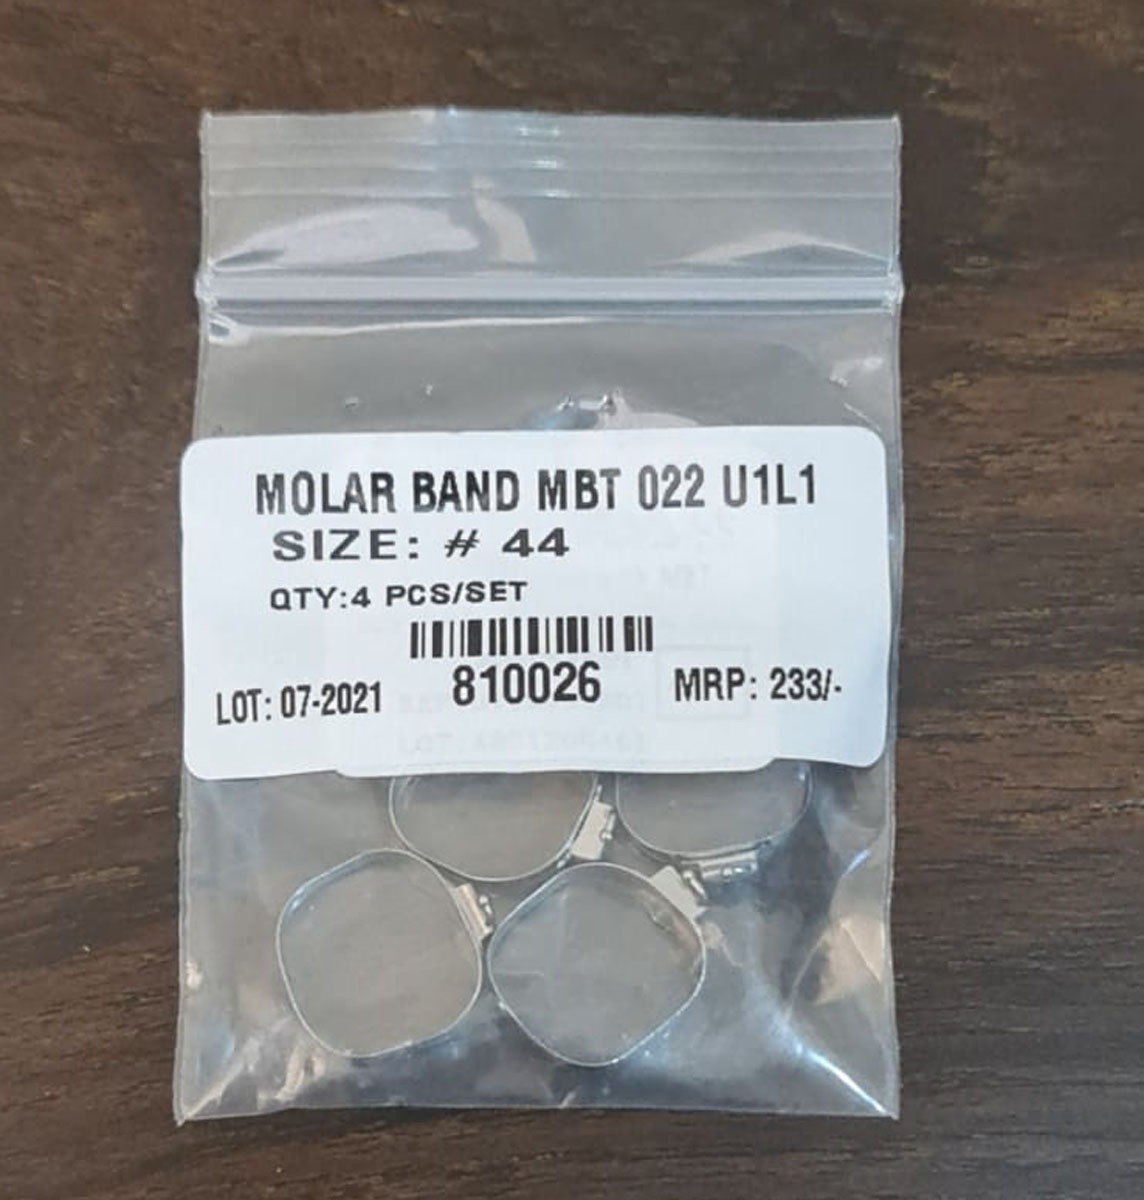 MOLAR BAND MBT 022 U1L1
SIZE: # 44
QTY:4 PCS/SET
810026
LOT: 07-2021
MRP: 233/-